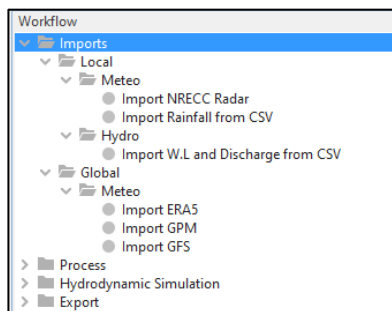 Workflow
Imports
Local
Meteo
Import NRECC Radar
Import Rainfall from CSV
Hydro
Import W.L and Discharge from CSV
Global
Meteo
Import ERA5
Import GPM
Import GFS
Process
Hydrodynamic Simulation
Export